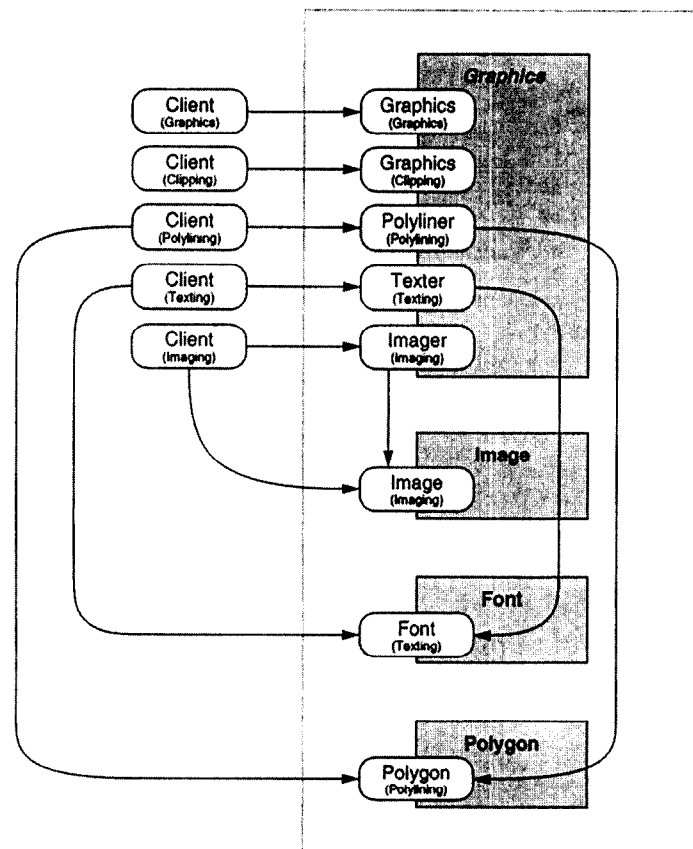 Graphics
Client
(Graphics)
Graphics
(Graphics)
Client
(Clipping)
Graphics
(Clipping)
Client
(Polylining)
Polyliner
(Polylining)
Client
(Texting)
Texter
(Texting)
Client
(Imaging)
Imager
(Imaging)
Image
Image
(Imaging)
Font
Font
(Texting)
Polygon
Polygon
(Polylining)